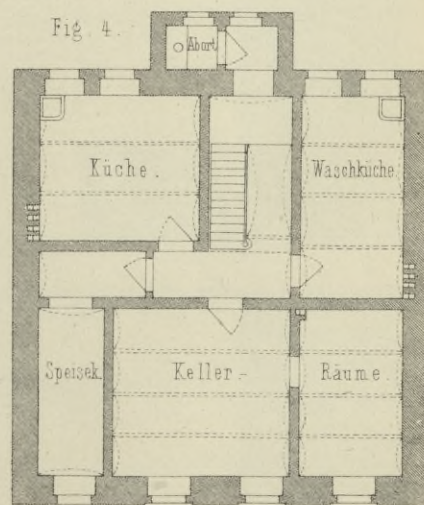 Fig. 4.
Abort
Küche.
Waschküche
Speisek.
Keller-
Räume.